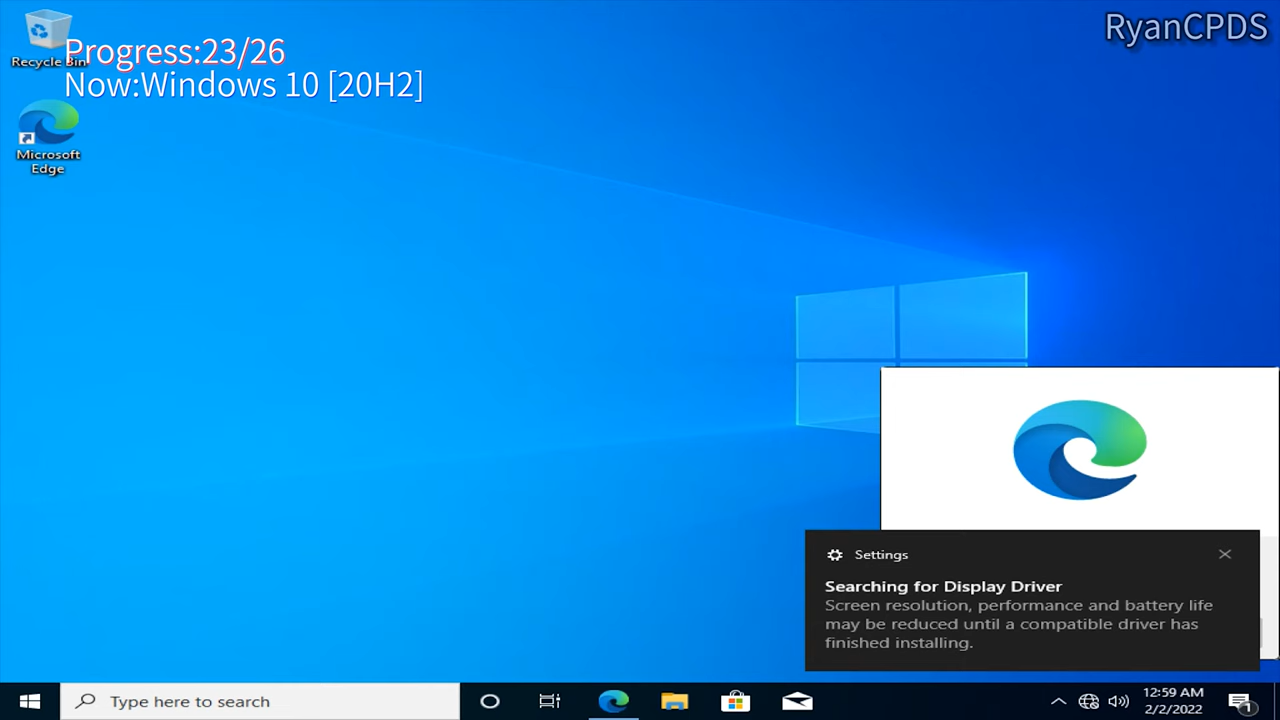 RyanCPDS
Progress:23/26
Now:Windows 10 [20H2]
Recycle Bin
Microsoft
Edge
Settings
Searching for Display Driver
Screen resolution, performance and battery life
may be reduced until a compatible driver has
finished installing.
Type here to search
12:59 AM
2/2/2022
1